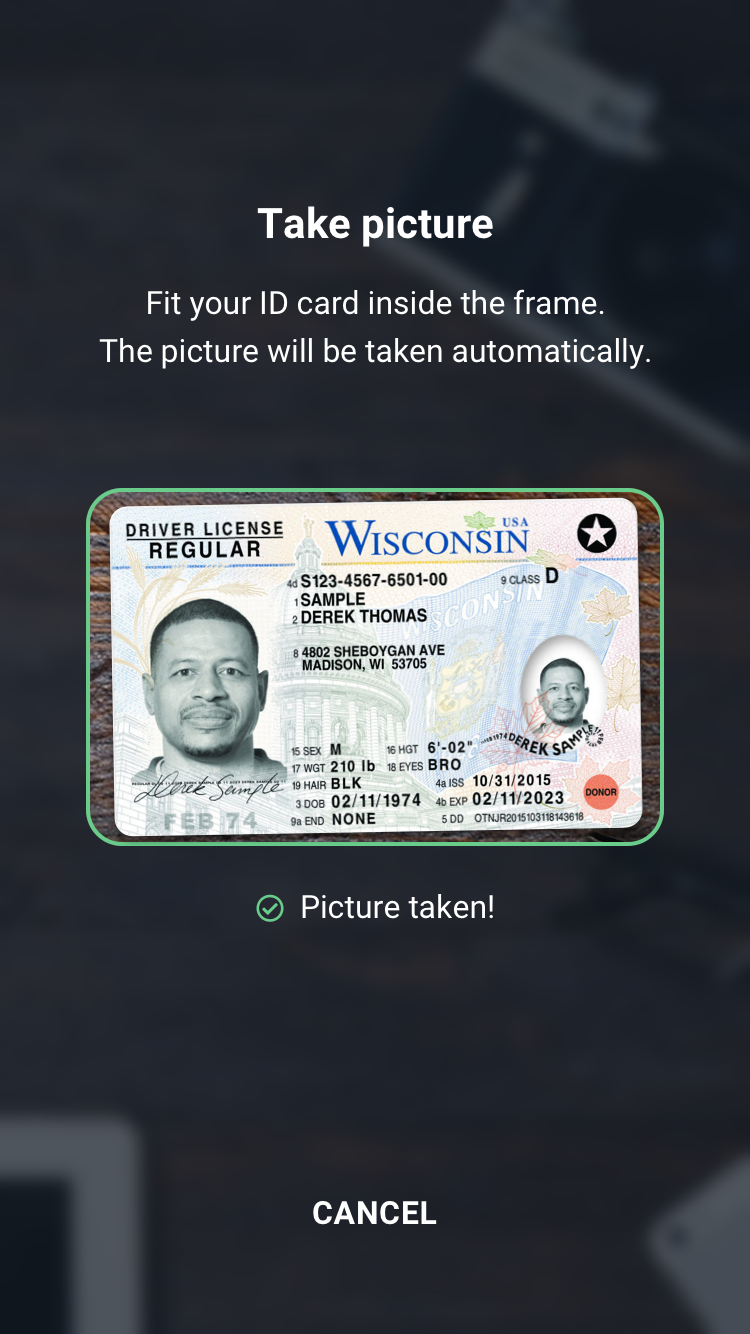 Take picture
Fit your ID card inside the frame.
The picture will be taken automatically.
DRIVER LICENSE
REGULAR
WISCONSIN USA
4d S123-4567-6501-00
9 CLASS D
1 SAMPLE
2 DEREK THOMAS
WISCONSIN
8 4802 SHEBOYGAN AVE
MADISON, WI 53705
15 SEX M 16 HGT 6'-02"
17 WGT 210 lb 18 EYES BRO
19 HAIR BLK 4a ISS 10/31/2015
3 DOB 02/11/1974 4b EXP 02/11/2023
9a END NONE 5 DD OTNJR2015103118143618
DEREK SAMPLE
DONOR
Derek Sample
FEB 74
Picture taken!
CANCEL